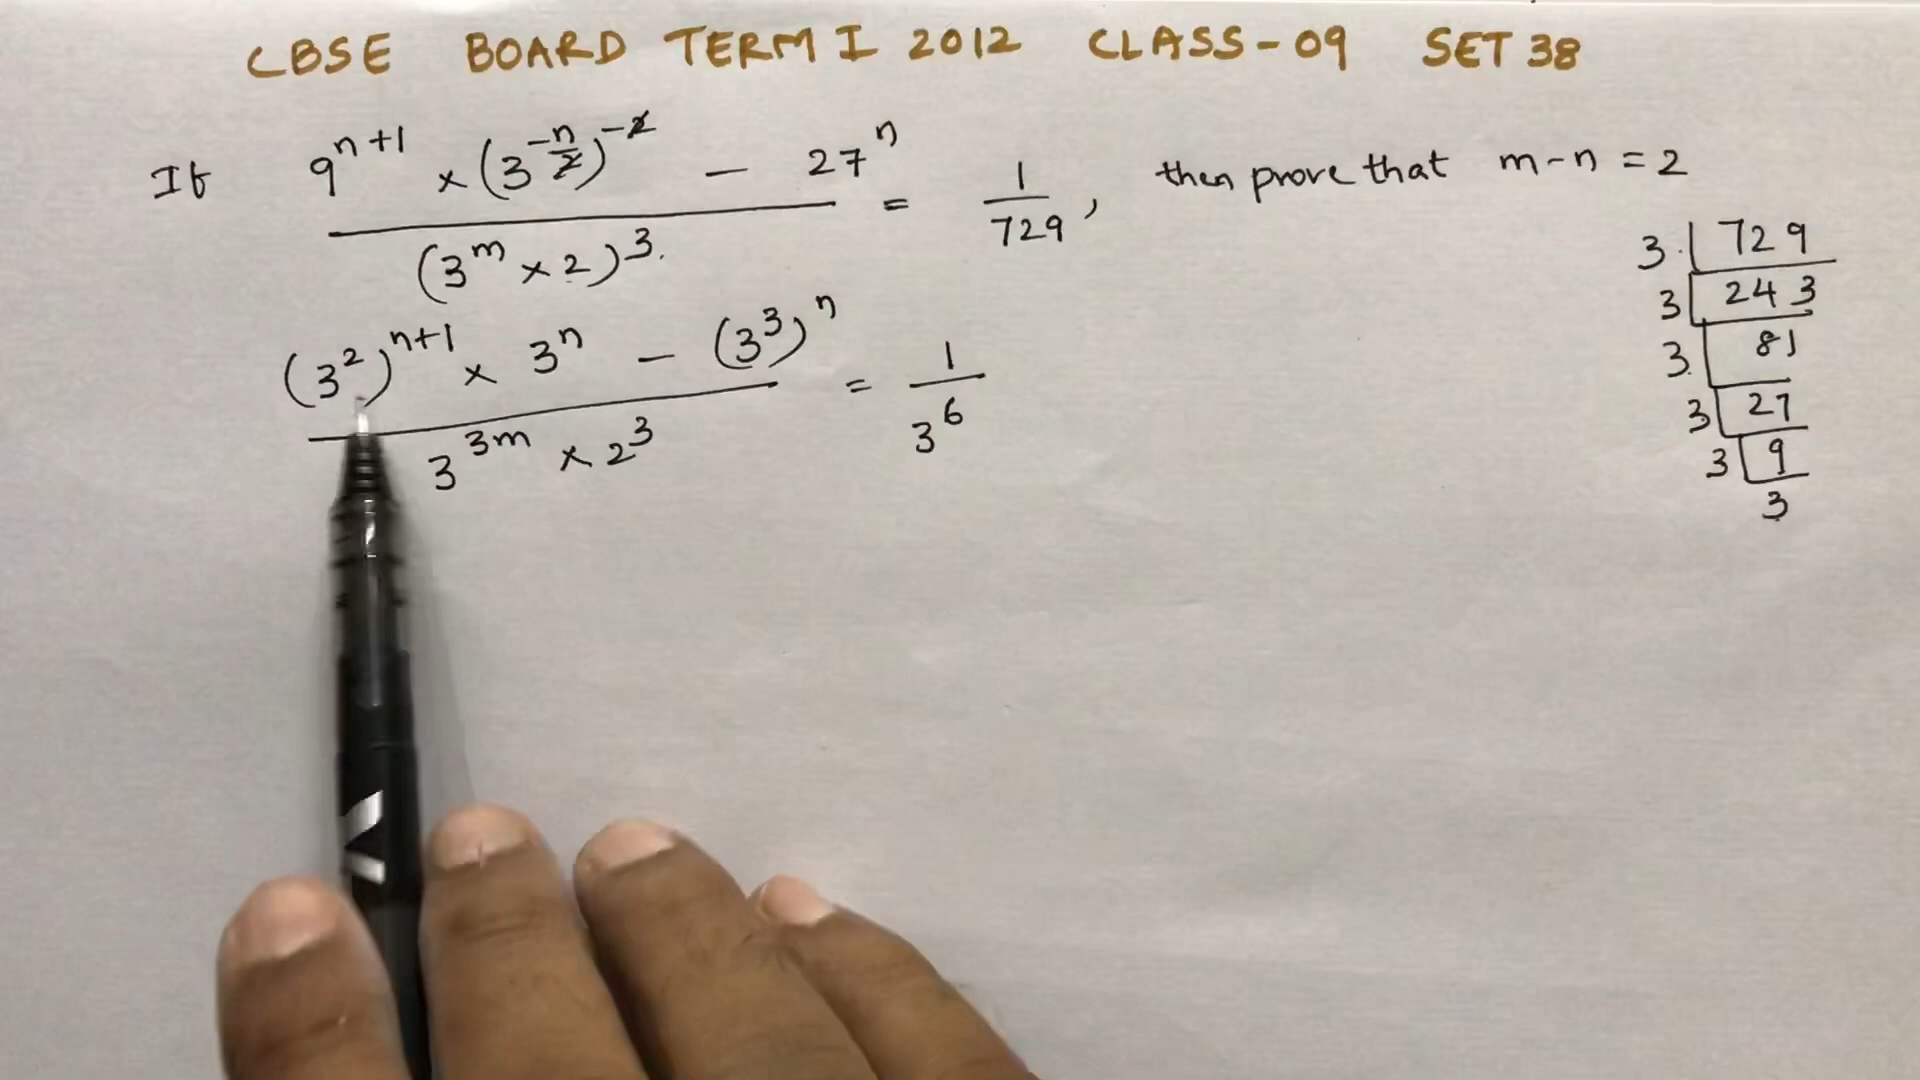 CBSE BOARD TERM I 2012 CLASS-09 SET 38
If (9^(n+1) × (3^(-n/2))^(-2) − 27^n) / (3^m × 2)^3 = 1/729, then prove that m-n = 2
((3^2)^(n+1) × 3^n − (3^3)^n) / (3^(3m) × 2^3) = 1/3^6
3 | 729
3 | 243
3 | 81
3 | 27
3 | 9
3